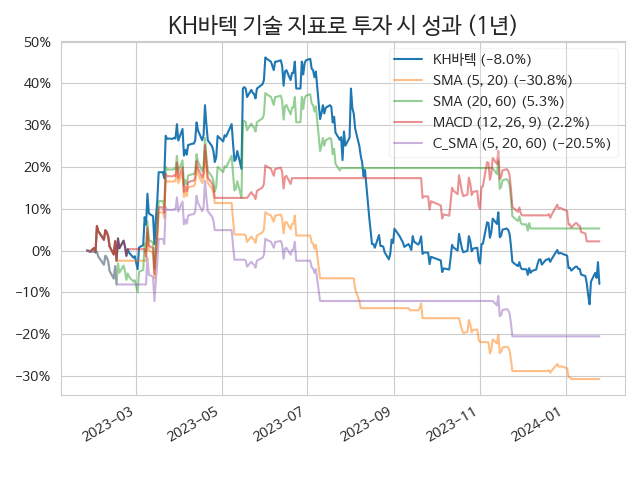 KH바텍 기술 지표로 투자 시 성과 (1년)
50%
40%
30%
20%
10%
0%
−10%
−20%
−30%
KH바텍 (−8.0%)
SMA (5, 20) (−30.8%)
SMA (20, 60) (5.3%)
MACD (12, 26, 9) (2.2%)
C_SMA (5, 20, 60) (−20.5%)
2023−03
2023−05
2023−07
2023−09
2023−11
2024−01